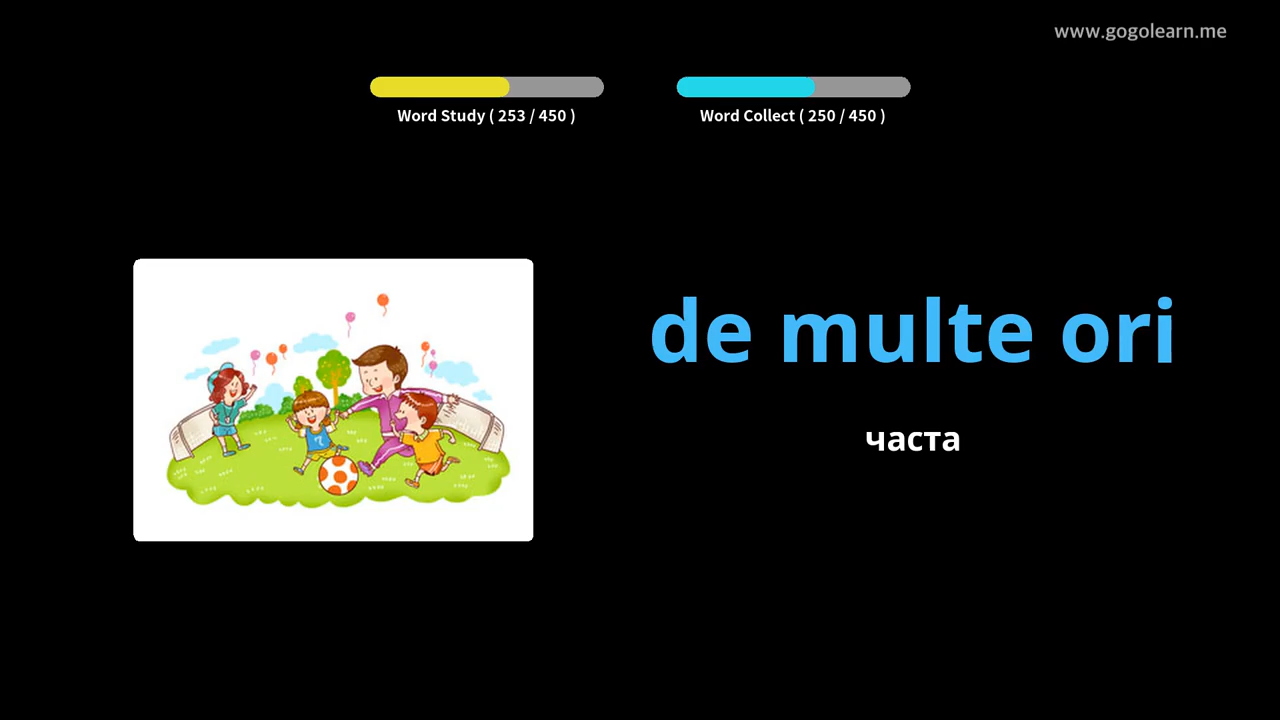 www.gogolearn.me
Word Study ( 253 / 450 )
Word Collect ( 250 / 450 )
de multe ori
часта